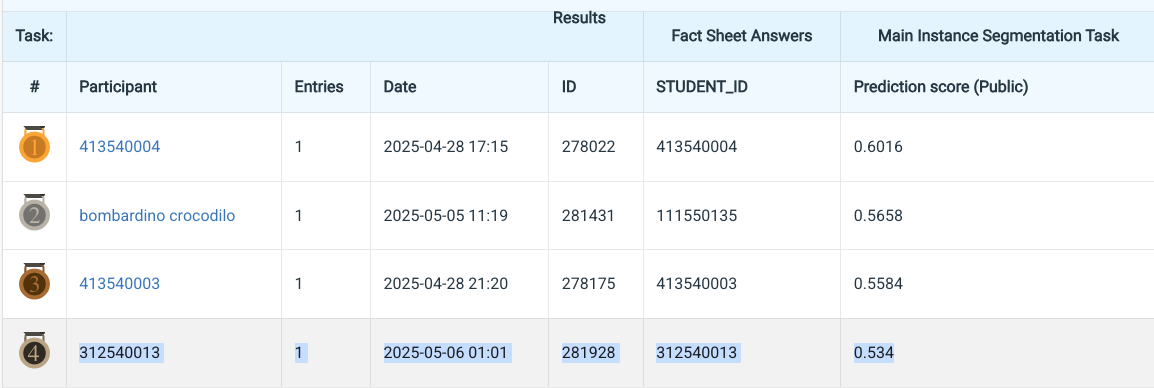 Results
Task: Fact Sheet Answers Main Instance Segmentation Task
# Participant Entries Date ID STUDENT_ID Prediction score (Public)
1 413540004 1 2025-04-28 17:15 278022 413540004 0.6016
2 bombardino crocodilo 1 2025-05-05 11:19 281431 111550135 0.5658
3 413540003 1 2025-04-28 21:20 278175 413540003 0.5584
4 312540013 1 2025-05-06 01:01 281928 312540013 0.534